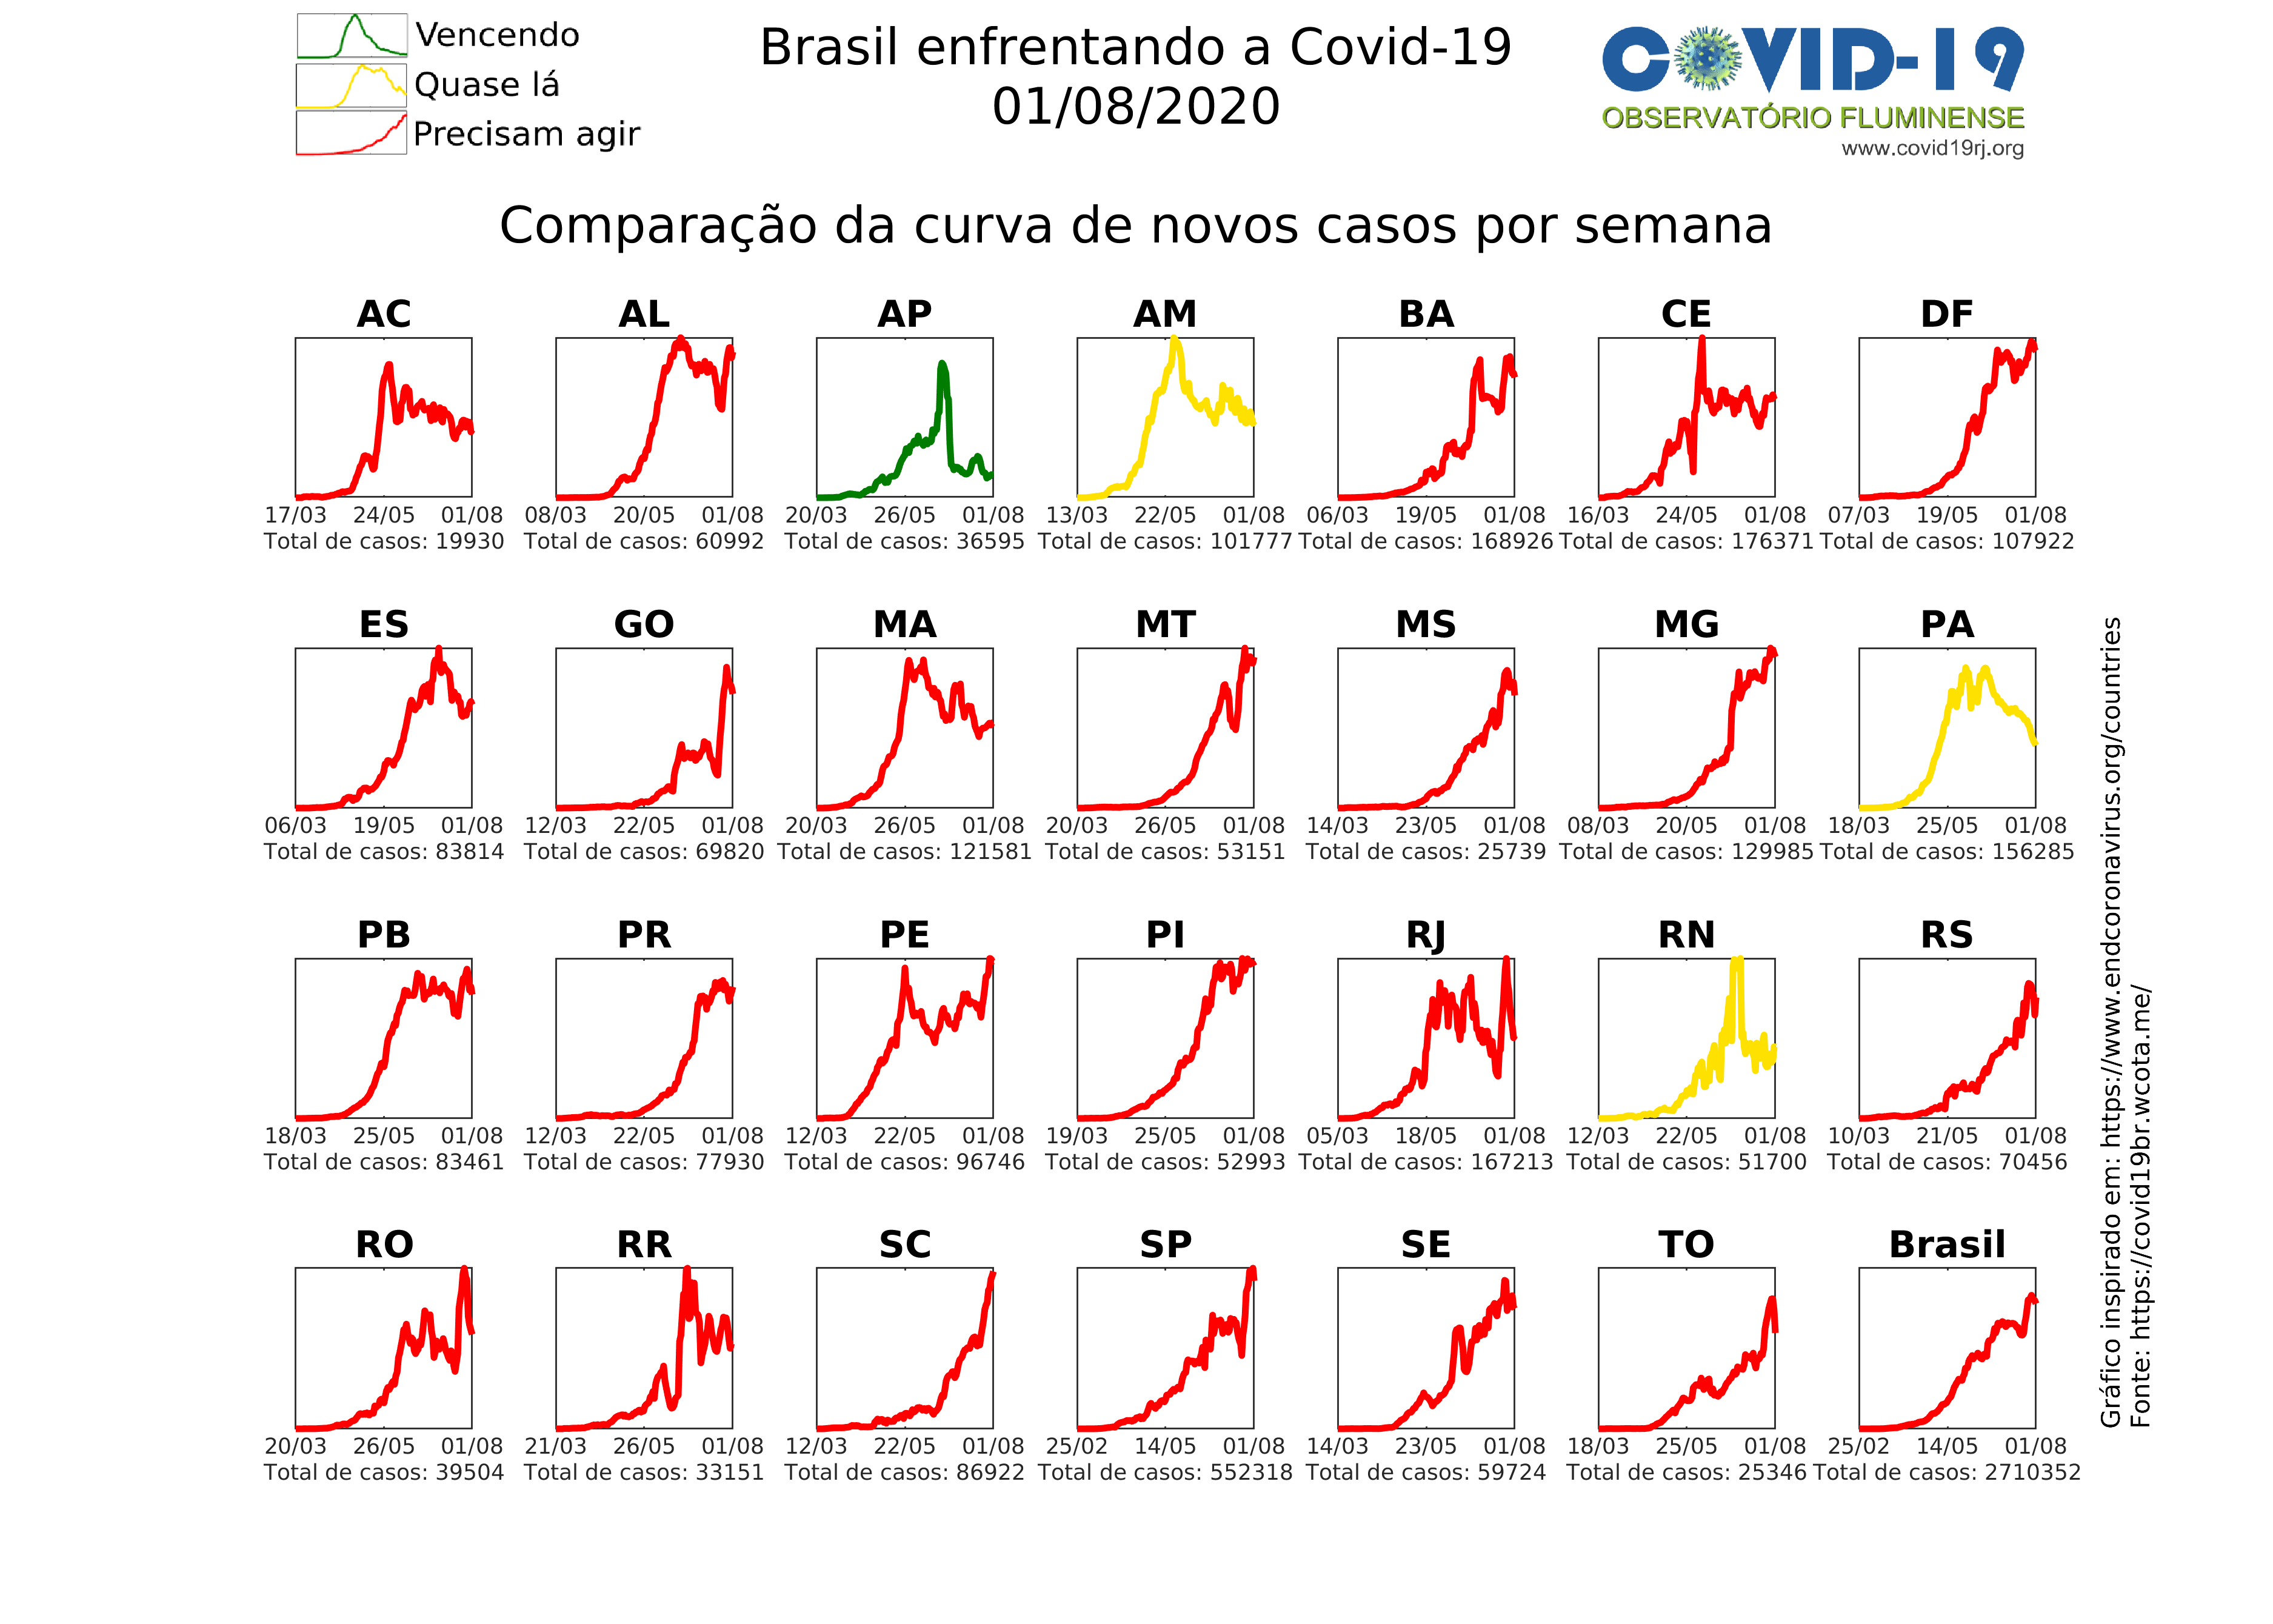 Vencendo
Quase lá
Precisam agir
Brasil enfrentando a Covid-19
01/08/2020
COVID-19
OBSERVATÓRIO FLUMINENSE
www.covid19rj.org
Comparação da curva de novos casos por semana
AC AL AP AM BA CE DF
17/03 24/05 01/08 08/03 20/05 01/08 20/03 26/05 01/08 13/03 22/05 01/08 06/03 19/05 01/08 16/03 24/05 01/08 07/03 19/05 01/08
Total de casos: 19930 Total de casos: 60992 Total de casos: 36595 Total de casos: 101777 Total de casos: 168926 Total de casos: 176371 Total de casos: 107922
ES GO MA MT MS MG PA
06/03 19/05 01/08 12/03 22/05 01/08 20/03 26/05 01/08 20/03 26/05 01/08 14/03 23/05 01/08 08/03 20/05 01/08 18/03 25/05 01/08
Total de casos: 83814 Total de casos: 69820 Total de casos: 121581 Total de casos: 53151 Total de casos: 25739 Total de casos: 129985 Total de casos: 156285
PB PR PE PI RJ RN RS
18/03 25/05 01/08 12/03 22/05 01/08 12/03 22/05 01/08 19/03 25/05 01/08 05/03 18/05 01/08 12/03 22/05 01/08 10/03 21/05 01/08
Total de casos: 83461 Total de casos: 77930 Total de casos: 96746 Total de casos: 52993 Total de casos: 167213 Total de casos: 51700 Total de casos: 70456
RO RR SC SP SE TO Brasil
20/03 26/05 01/08 21/03 26/05 01/08 12/03 22/05 01/08 25/02 14/05 01/08 14/03 23/05 01/08 18/03 25/05 01/08 25/02 14/05 01/08
Total de casos: 39504 Total de casos: 33151 Total de casos: 86922 Total de casos: 552318 Total de casos: 59724 Total de casos: 25346 Total de casos: 2710352
Gráfico inspirado em: https://www.endcoronavirus.org/countries
Fonte: https://covid19br.wcota.me/